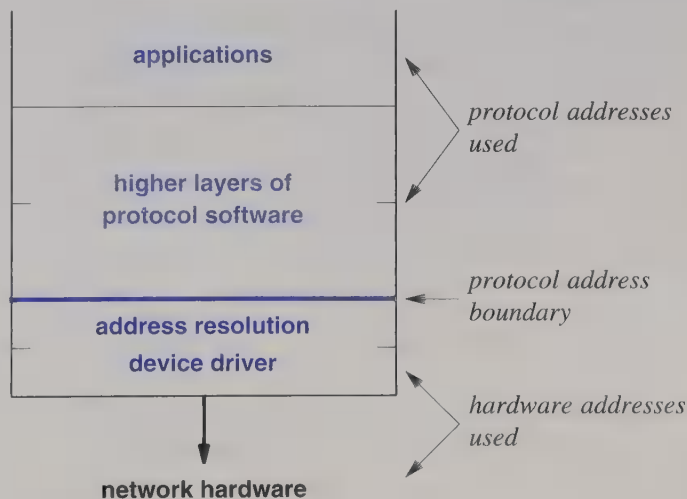 applications
protocol addresses
used
higher layers of
protocol software
protocol address
boundary
address resolution
device driver
hardware addresses
used
network hardware